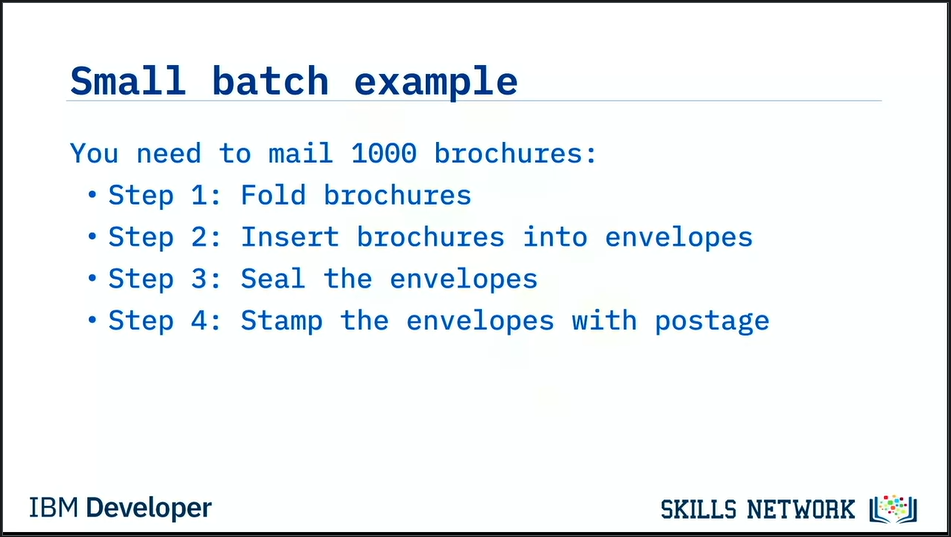 Small batch example
You need to mail 1000 brochures:
• Step 1: Fold brochures
• Step 2: Insert brochures into envelopes
• Step 3: Seal the envelopes
• Step 4: Stamp the envelopes with postage
IBM Developer
SKILLS NETWORK